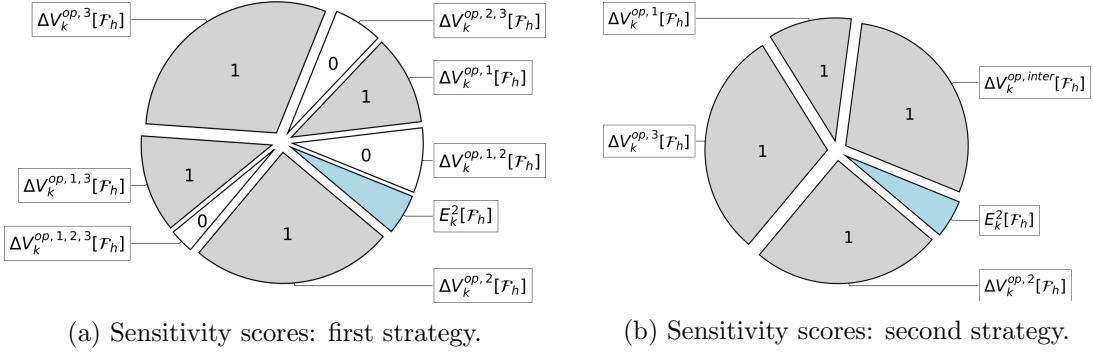 ΔV_k^{op,3}[𝓕_h]
ΔV_k^{op,2,3}[𝓕_h]
1
0
ΔV_k^{op,1}[𝓕_h]
1
0
ΔV_k^{op,1,2}[𝓕_h]
1
ΔV_k^{op,1,3}[𝓕_h]
0
E_k^2[𝓕_h]
ΔV_k^{op,1,2,3}[𝓕_h]
1
ΔV_k^{op,2}[𝓕_h]
(a) Sensitivity scores: first strategy.
ΔV_k^{op,1}[𝓕_h]
1
ΔV_k^{op,inter}[𝓕_h]
1
ΔV_k^{op,3}[𝓕_h]
1
E_k^2[𝓕_h]
1
ΔV_k^{op,2}[𝓕_h]
(b) Sensitivity scores: second strategy.